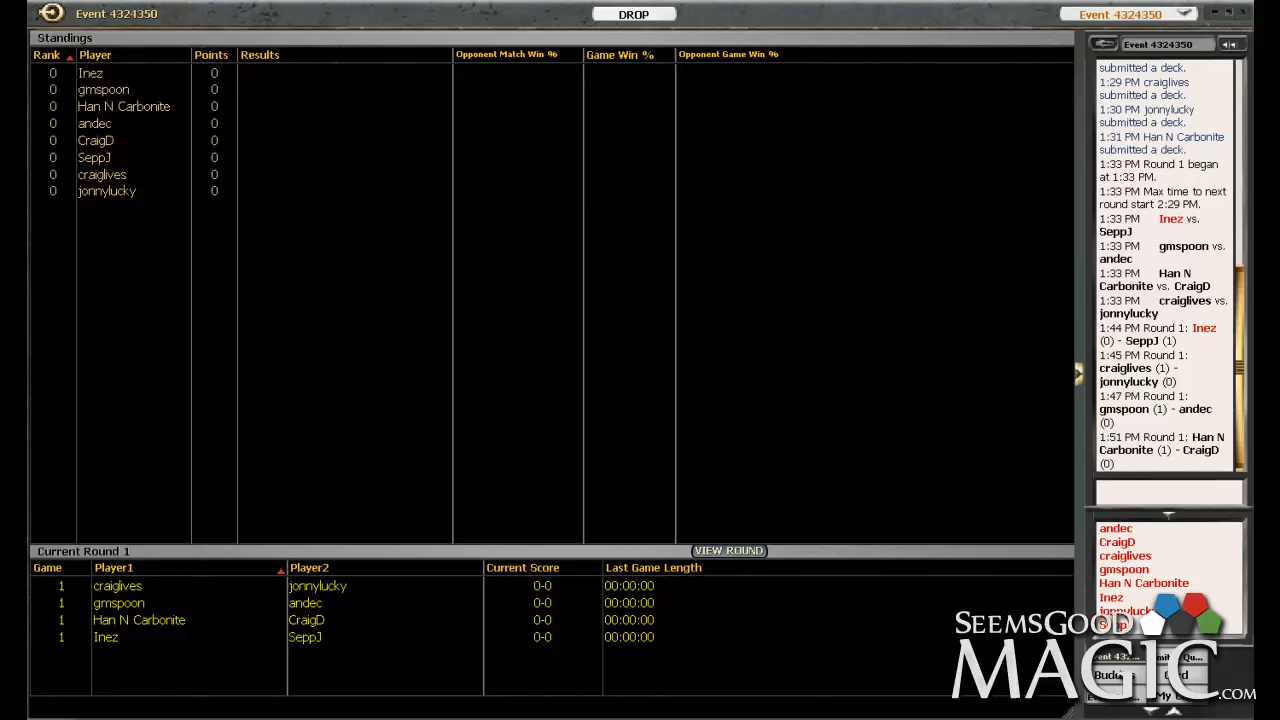 Event 4324350
DROP
Event 4324350
Standings
Rank Player Points Results Opponent Match Win % Game Win % Opponent Game Win %
0 Inez 0
0 gmspoon 0
0 Han N Carbonite 0
0 andec 0
0 CraigD 0
0 SeppJ 0
0 craiglives 0
0 jonnylucky 0
Current Round 1
VIEW ROUND
Game Player1 Player2 Current Score Last Game Length
1 craiglives jonnylucky 0-0 00:00:00
1 gmspoon andec 0-0 00:00:00
1 Han N Carbonite CraigD 0-0 00:00:00
1 Inez SeppJ 0-0 00:00:00
Event 4324350
submitted a deck.
1:29 PM craiglives
submitted a deck.
1:30 PM jonnylucky
submitted a deck.
1:31 PM Han N Carbonite
submitted a deck.
1:33 PM Round 1 began
at 1:33 PM.
1:33 PM Max time to next
round start 2:29 PM.
1:33 PM Inez vs.
SeppJ
1:33 PM gmspoon vs.
andec
1:33 PM Han N
Carbonite vs. CraigD
1:33 PM craiglives vs.
jonnylucky
1:44 PM Round 1: Inez
(0) - SeppJ (1)
1:45 PM Round 1:
craiglives (1) -
jonnylucky (0)
1:47 PM Round 1:
gmspoon (1) - andec
(0)
1:51 PM Round 1: Han N
Carbonite (1) - CraigD
(0)
andec
CraigD
craiglives
gmspoon
Han N Carbonite
Inez
SEEMSGOOD
MAGIC.COM